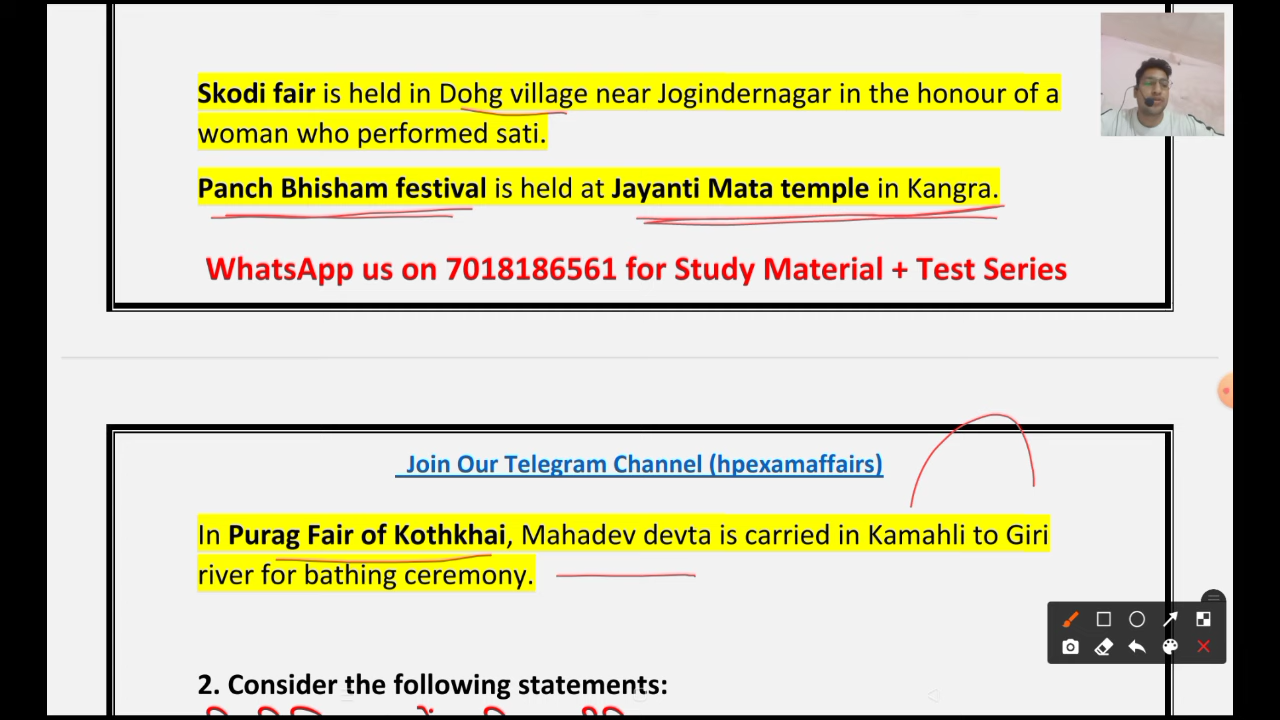 Skodi fair is held in Dohg village near Jogindernagar in the honour of a
woman who performed sati.
Panch Bhisham festival is held at Jayanti Mata temple in Kangra.
WhatsApp us on 7018186561 for Study Material + Test Series
Join Our Telegram Channel (hpexamaffairs)
In Purag Fair of Kothkhai, Mahadev devta is carried in Kamahli to Giri
river for bathing ceremony.
2. Consider the following statements: